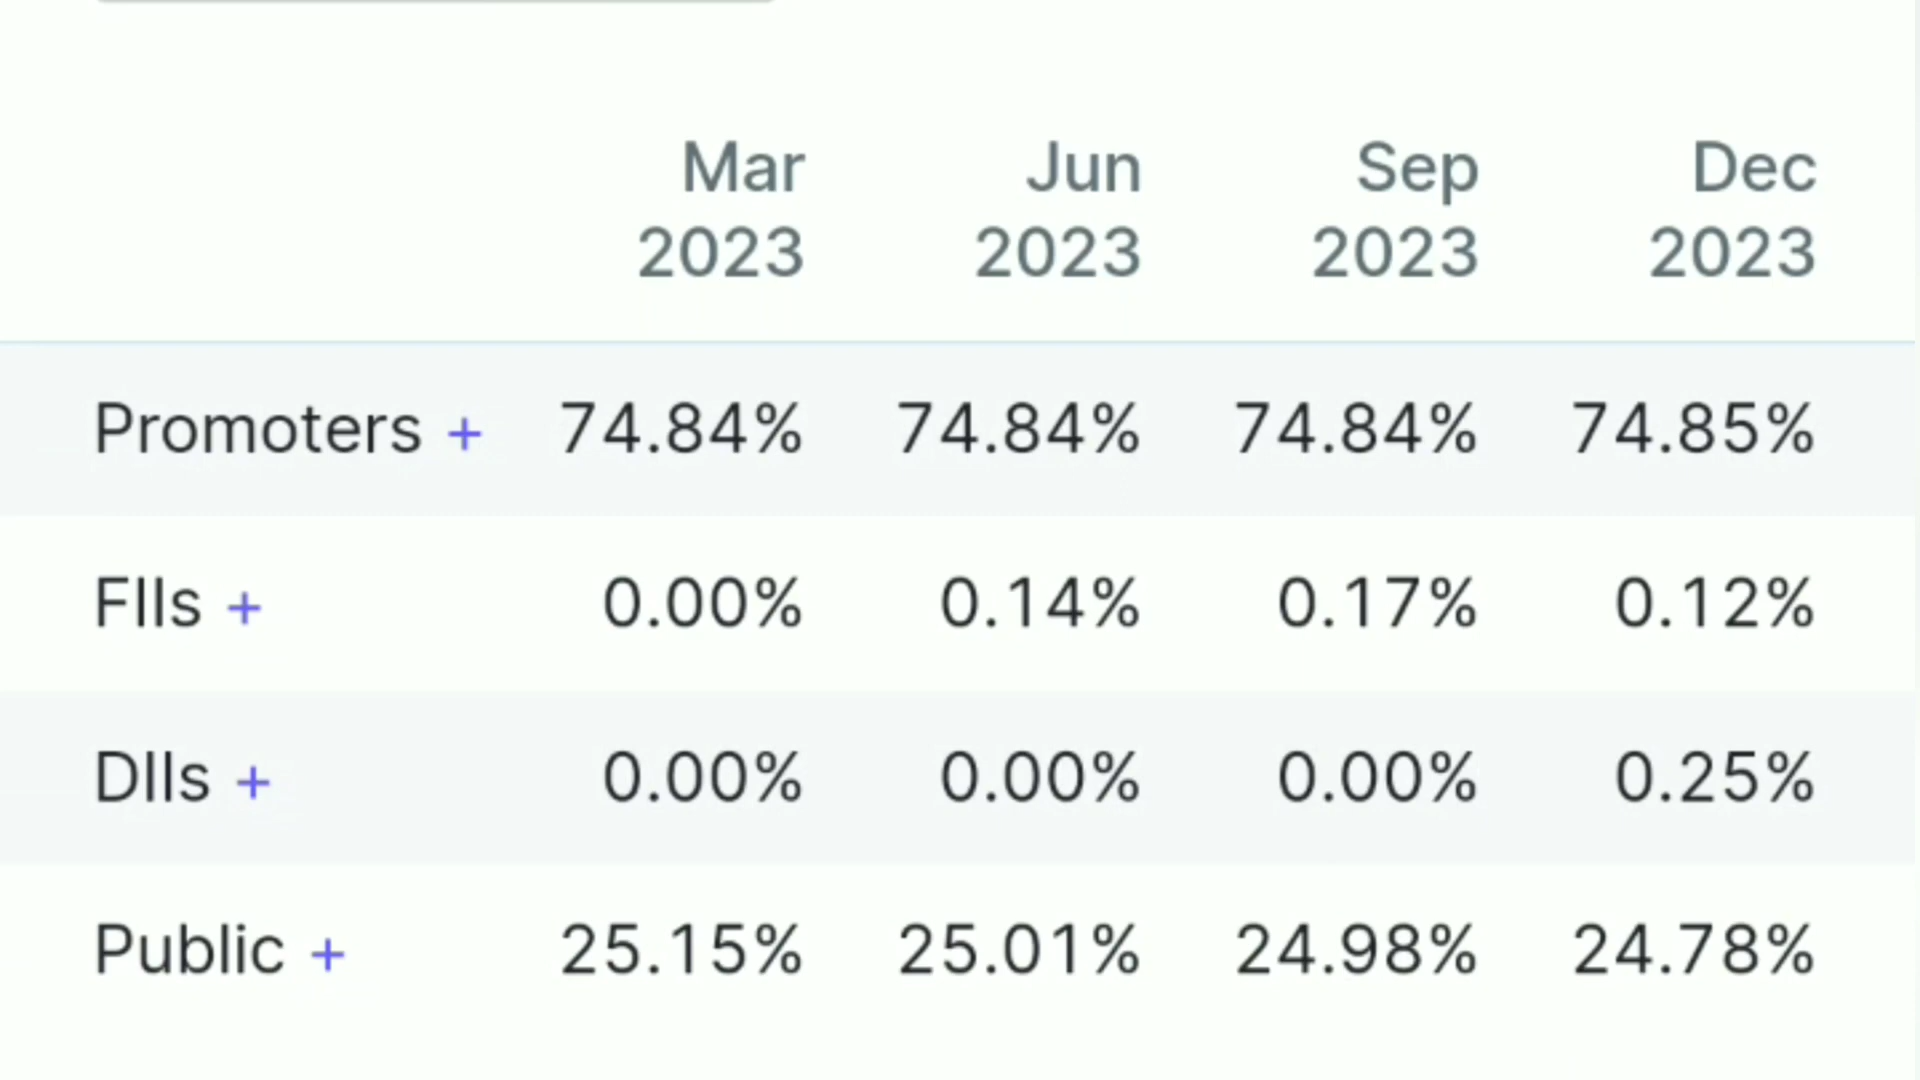 Mar Jun Sep Dec
2023 2023 2023 2023
Promoters + 74.84% 74.84% 74.84% 74.85%
FIIs + 0.00% 0.14% 0.17% 0.12%
DIIs + 0.00% 0.00% 0.00% 0.25%
Public + 25.15% 25.01% 24.98% 24.78%